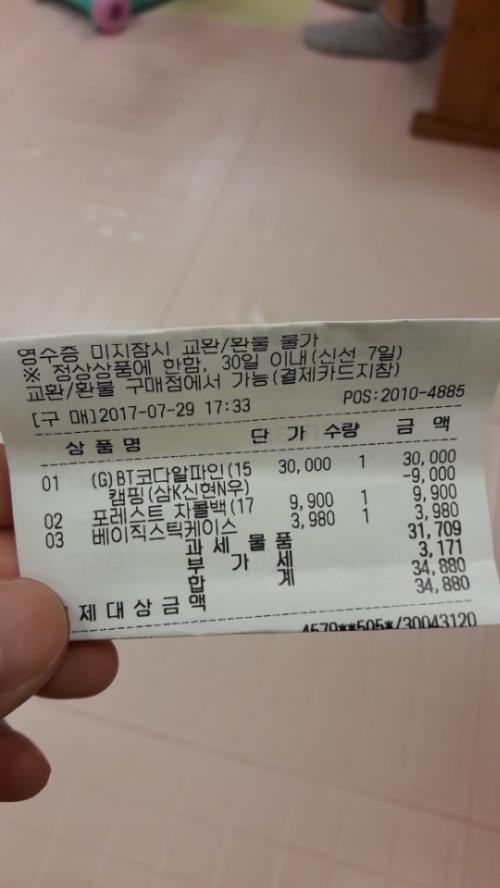 영수증 미지참시 교환/환불 불가
※ 정상상품에 한함, 30일 이내(신선 7일)
교환/환불 구매점에서 가능(결제카드지참)
[구 매]2017-07-29 17:33 POS:2010-4885
상 품 명 단 가 수량 금 액
01 (G)BT코다알파인(15 30,000 1 30,000
캠핑(삼K신현N우) -9,000
02 포레스트 차콜백(17 9,900 1 9,900
03 베이직스틱케이스 3,980 1 3,980
과 세 물 품 31,709
부 가 세 3,171
합 계 34,880
제 대 상 금 액 34,880
4579**505*/30043120